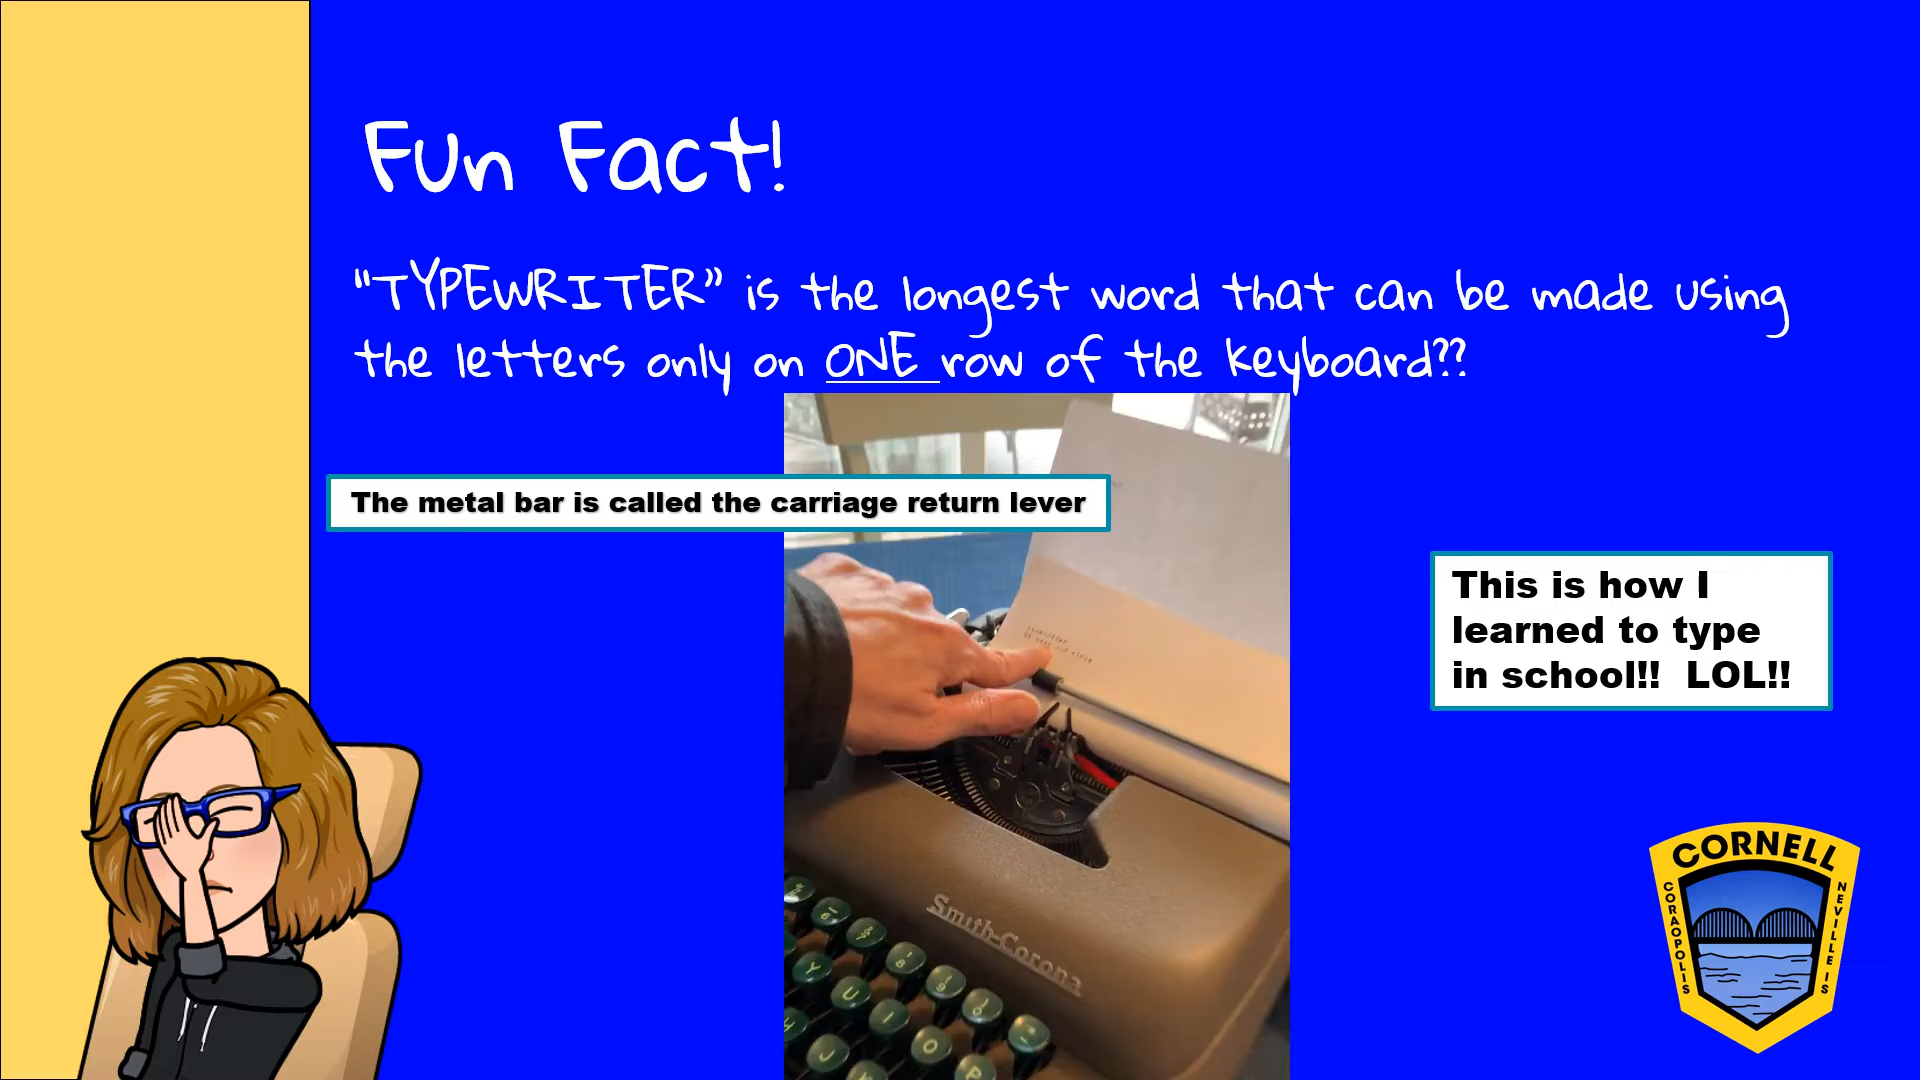 Fun Fact!
"TYPEWRITER" is the longest word that can be made using
the letters only on ONE row of the keyboard??
The metal bar is called the carriage return lever
This is how I
learned to type
in school!!  LOL!!
Smith-Corona
Y
U
I
O
P
J
CORNELL
CORAOPOLIS
NEVILLE IS